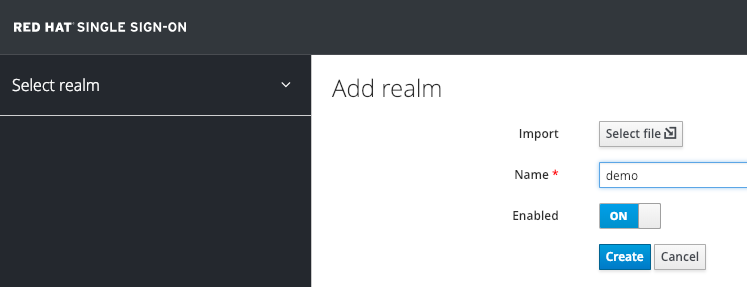 RED HAT® SINGLE SIGN-ON
Select realm
Add realm
Import
Select file
Name *
demo
Enabled
ON
Create
Cancel